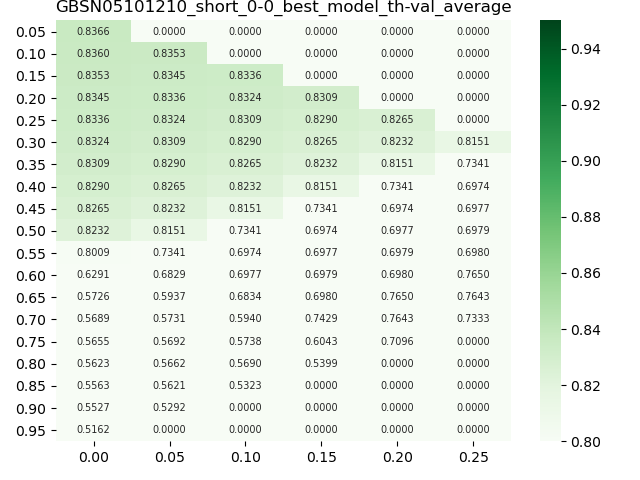 GBSN05101210_short_0-0_best_model_th-val_average
0.05 0.8366 0.0000 0.0000 0.0000 0.0000 0.0000
0.10 0.8360 0.8353 0.0000 0.0000 0.0000 0.0000
0.15 0.8353 0.8345 0.8336 0.0000 0.0000 0.0000
0.20 0.8345 0.8336 0.8324 0.8309 0.0000 0.0000
0.25 0.8336 0.8324 0.8309 0.8290 0.8265 0.0000
0.30 0.8324 0.8309 0.8290 0.8265 0.8232 0.8151
0.35 0.8309 0.8290 0.8265 0.8232 0.8151 0.7341
0.40 0.8290 0.8265 0.8232 0.8151 0.7341 0.6974
0.45 0.8265 0.8232 0.8151 0.7341 0.6974 0.6977
0.50 0.8232 0.8151 0.7341 0.6974 0.6977 0.6979
0.55 0.8009 0.7341 0.6974 0.6977 0.6979 0.6980
0.60 0.6291 0.6829 0.6977 0.6979 0.6980 0.7650
0.65 0.5726 0.5937 0.6834 0.6980 0.7650 0.7643
0.70 0.5689 0.5731 0.5940 0.7429 0.7643 0.7333
0.75 0.5655 0.5692 0.5738 0.6043 0.7096 0.0000
0.80 0.5623 0.5662 0.5690 0.5399 0.0000 0.0000
0.85 0.5563 0.5621 0.5323 0.0000 0.0000 0.0000
0.90 0.5527 0.5292 0.0000 0.0000 0.0000 0.0000
0.95 0.5162 0.0000 0.0000 0.0000 0.0000 0.0000
0.00 0.05 0.10 0.15 0.20 0.25
0.94
0.92
0.90
0.88
0.86
0.84
0.82
0.80